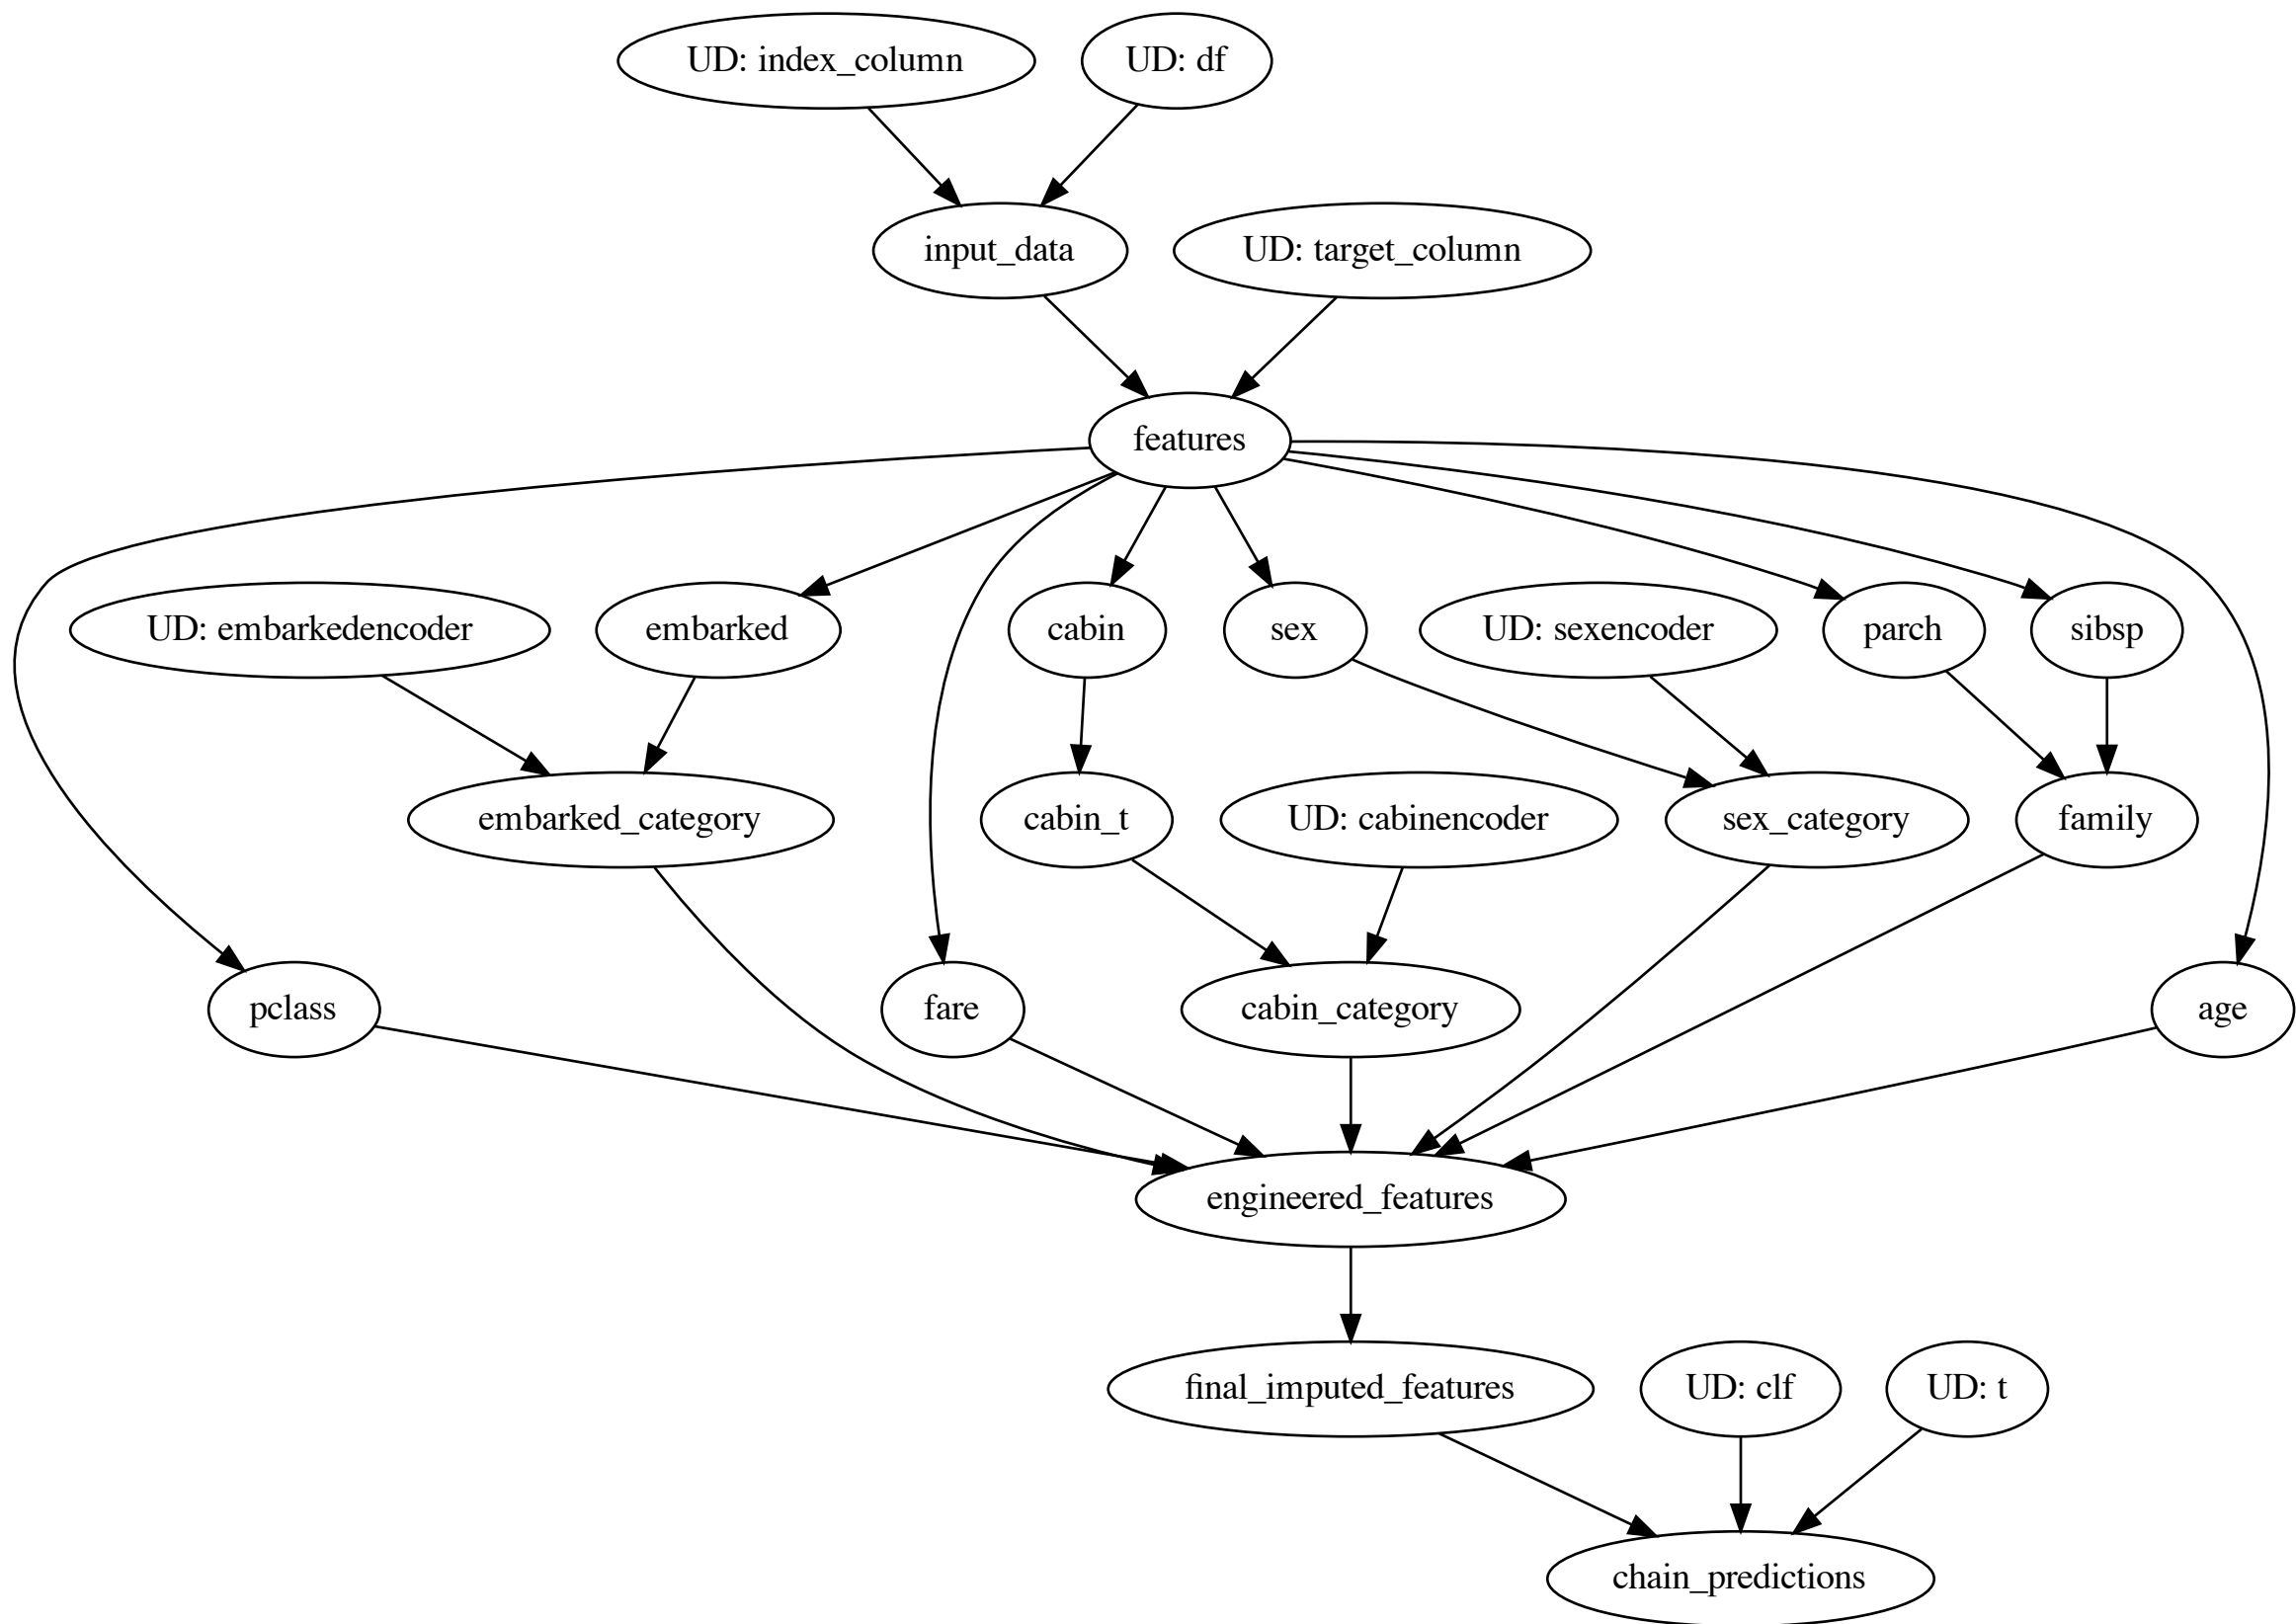 UD: index_column
UD: df
input_data
UD: target_column
features
UD: embarkedencoder
embarked
cabin
sex
UD: sexencoder
parch
sibsp
embarked_category
cabin_t
UD: cabinencoder
sex_category
family
pclass
fare
cabin_category
age
engineered_features
final_imputed_features
UD: clf
UD: t
chain_predictions